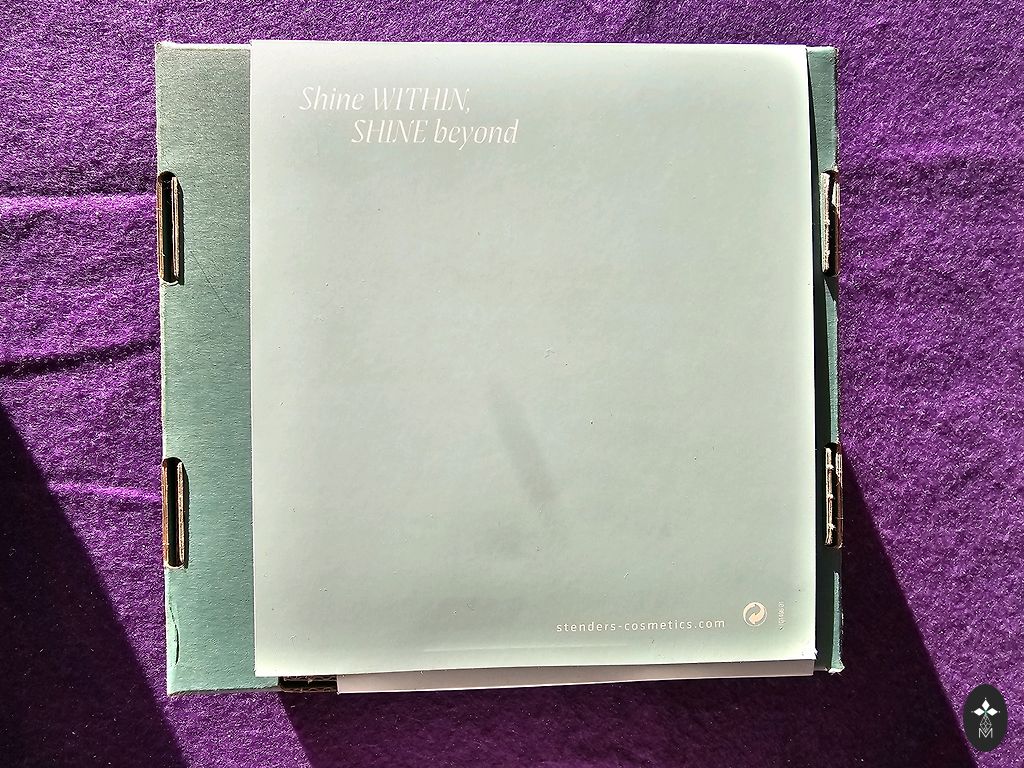 Shine WITHIN,
SHINE beyond
stenders-cosmetics.com
M